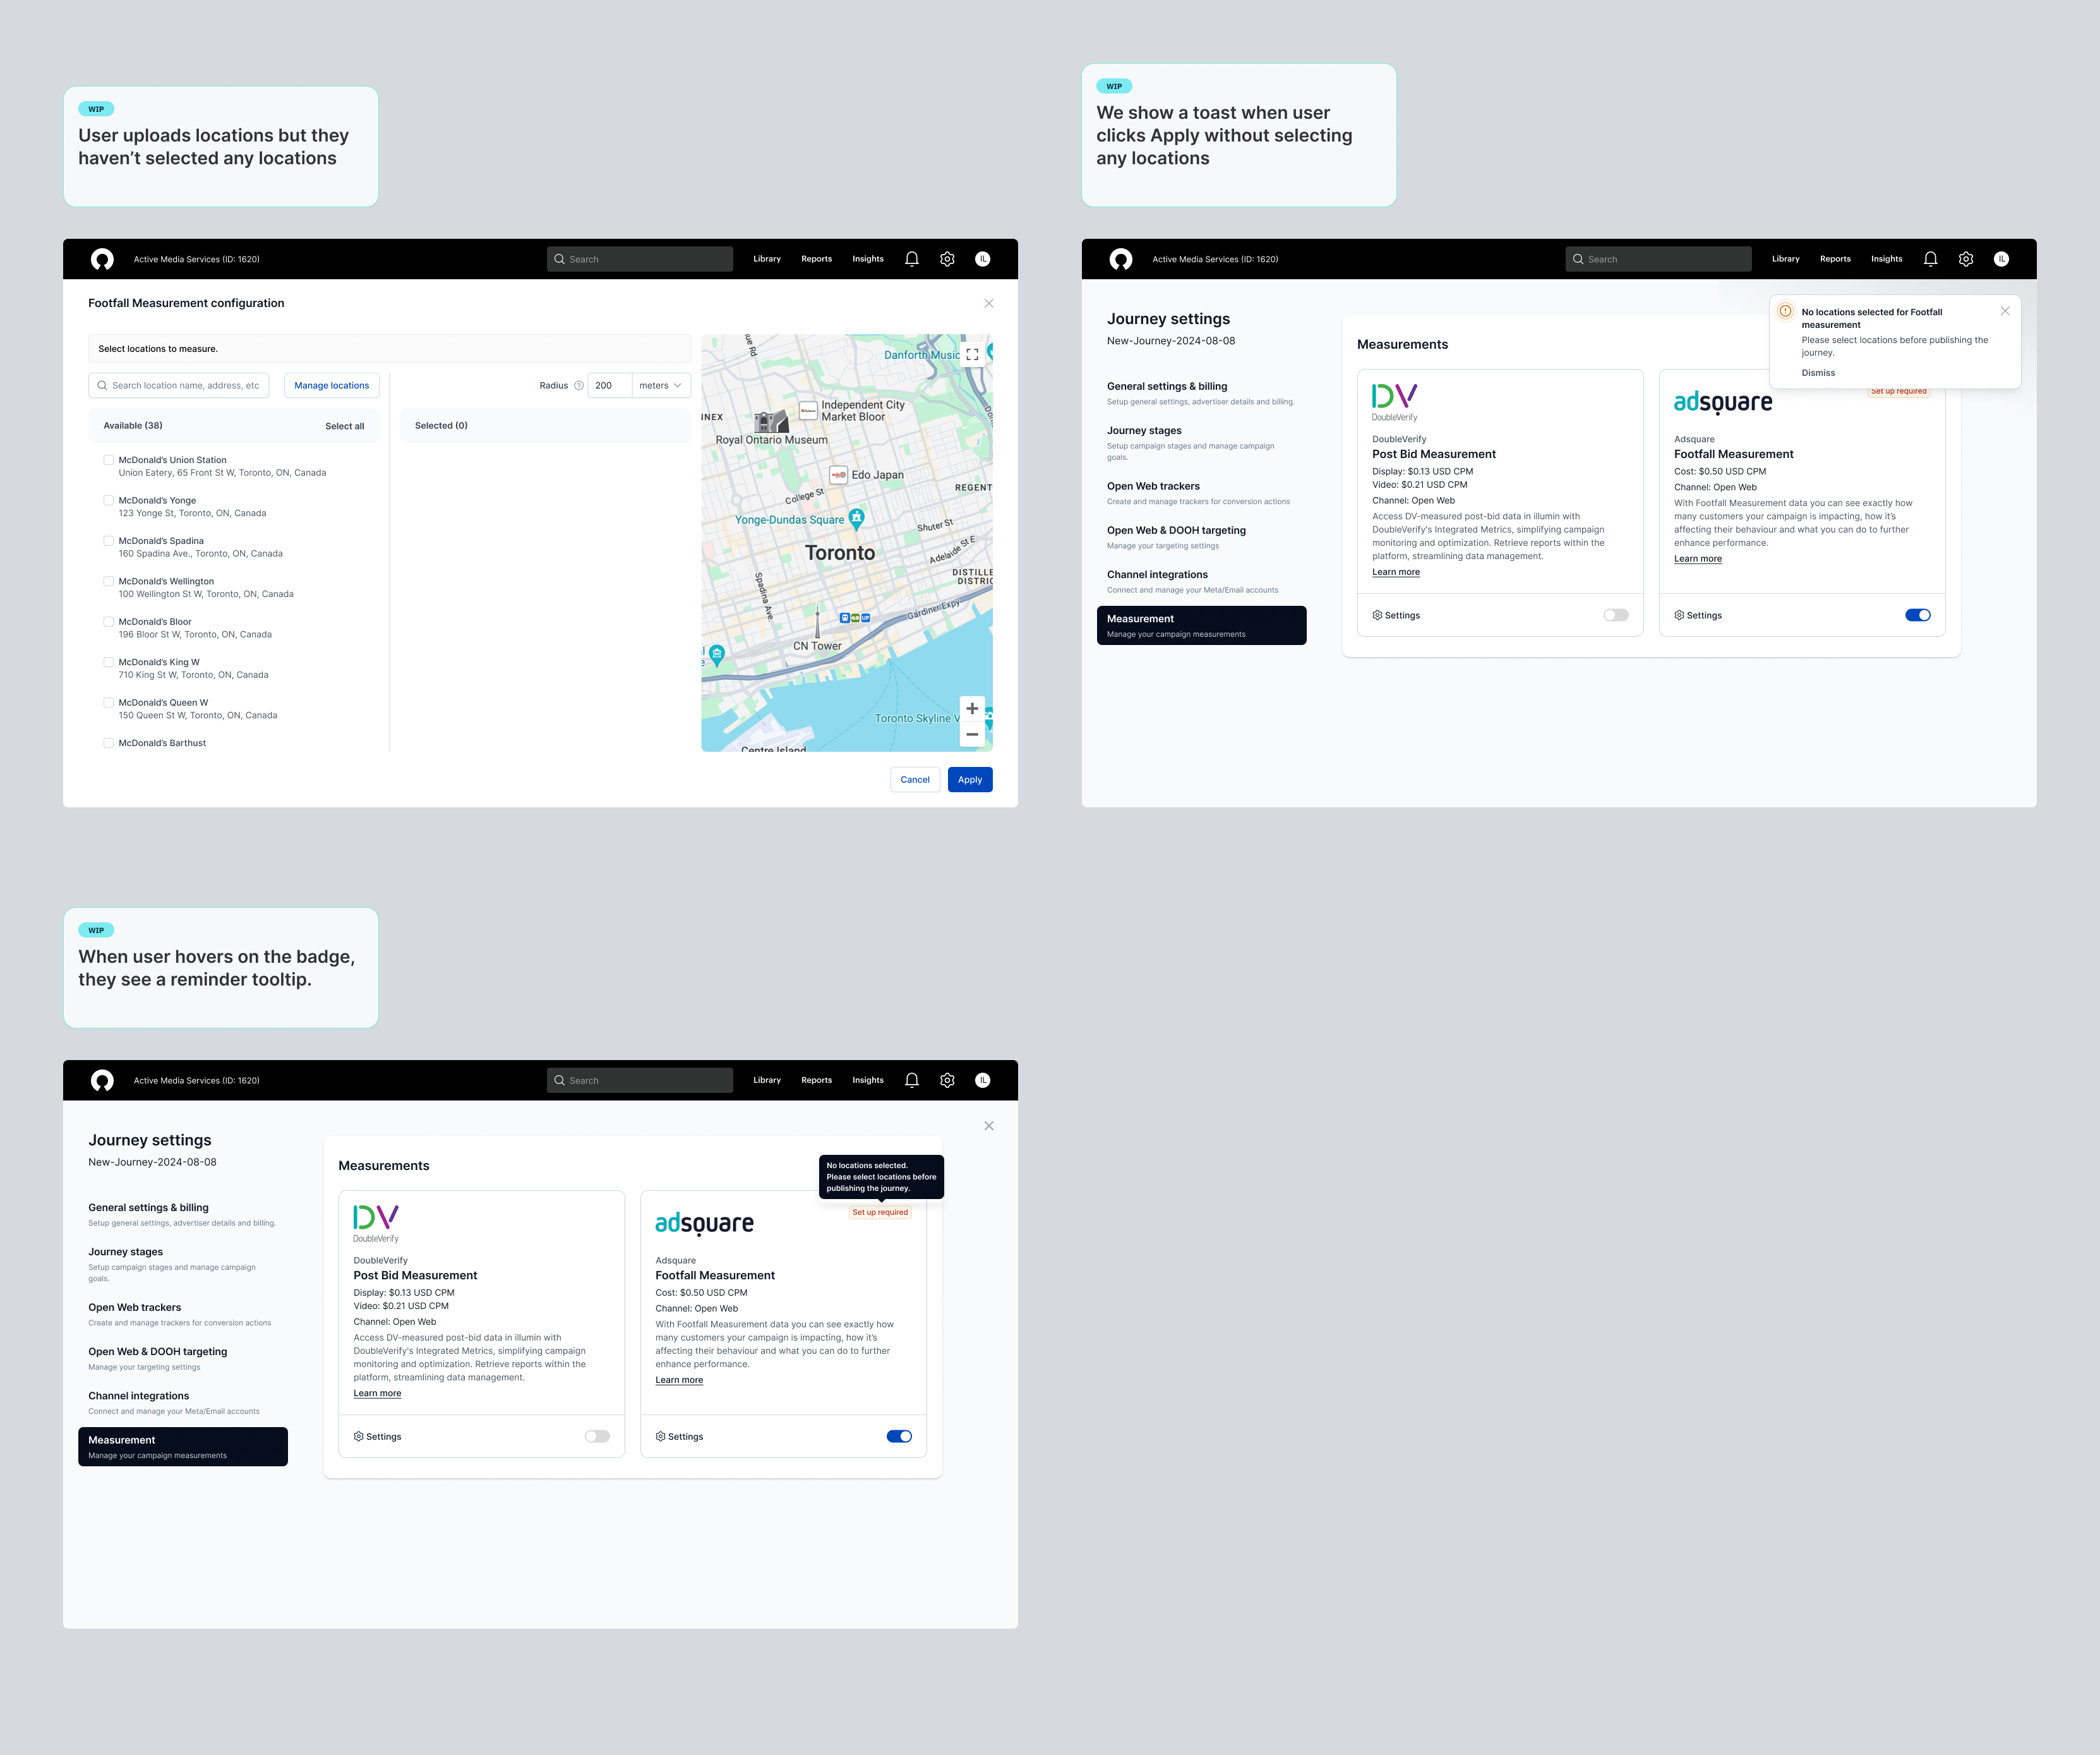 WIP
User uploads locations but they
haven’t selected any locations
WIP
We show a toast when user
clicks Apply without selecting
any locations
Active Media Services (ID: 1620)
Search
Library
Reports
Insights
IL
Footfall Measurement configuration
Select locations to measure.
Search location name, address, etc
Manage locations
Radius
200
meters
Available (38)
Select all
Selected (0)
McDonald’s Union Station
Union Eatery, 65 Front St W, Toronto, ON, Canada
McDonald’s Yonge
123 Yonge St, Toronto, ON, Canada
McDonald’s Spadina
160 Spadina Ave., Toronto, ON, Canada
McDonald’s Wellington
100 Wellington St W, Toronto, ON, Canada
McDonald’s Bloor
196 Bloor St W, Toronto, ON, Canada
McDonald’s King W
710 King St W, Toronto, ON, Canada
McDonald’s Queen W
150 Queen St W, Toronto, ON, Canada
McDonald’s Barthust
Danforth Music
Independent City
Market Bloor
NEX
Royal Ontario Museum
Edo Japan
REGENT
College St
Yonge-Dundas Square
Shuter St
Toronto
Adelaide St E
DISTILLE
DISTRIC
Spadina Ave
Gardiner Expy
CN Tower
Toronto Skyline V
Centre Island
Cancel
Apply
Active Media Services (ID: 1620)
Search
Library
Reports
Insights
IL
Journey settings
New-Journey-2024-08-08
General settings & billing
Setup general settings, advertiser details and billing.
Journey stages
Setup campaign stages and manage campaign
goals.
Open Web trackers
Create and manage trackers for conversion actions
Open Web & DOOH targeting
Manage your targeting settings
Channel integrations
Connect and manage your Meta/Email accounts
Measurement
Manage your campaign measurements
Measurements
No locations selected for Footfall
measurement
Please select locations before publishing the
journey.
Dismiss
DV
DoubleVerify
DoubleVerify
Post Bid Measurement
Display: $0.13 USD CPM
Video: $0.21 USD CPM
Channel: Open Web
Access DV-measured post-bid data in illumin with
DoubleVerify's Integrated Metrics, simplifying campaign
monitoring and optimization. Retrieve reports within the
platform, streamlining data management.
Learn more
Settings
Set up required
adsquare
Adsquare
Footfall Measurement
Cost: $0.50 USD CPM
Channel: Open Web
With Footfall Measurement data you can see exactly how
many customers your campaign is impacting, how it’s
affecting their behaviour and what you can do to further
enhance performance.
Learn more
Settings
WIP
When user hovers on the badge,
they see a reminder tooltip.
Active Media Services (ID: 1620)
Search
Library
Reports
Insights
IL
Journey settings
New-Journey-2024-08-08
General settings & billing
Setup general settings, advertiser details and billing.
Journey stages
Setup campaign stages and manage campaign
goals.
Open Web trackers
Create and manage trackers for conversion actions
Open Web & DOOH targeting
Manage your targeting settings
Channel integrations
Connect and manage your Meta/Email accounts
Measurement
Manage your campaign measurements
Measurements
No locations selected.
Please select locations before
publishing the journey.
Set up required
DV
DoubleVerify
DoubleVerify
Post Bid Measurement
Display: $0.13 USD CPM
Video: $0.21 USD CPM
Channel: Open Web
Access DV-measured post-bid data in illumin with
DoubleVerify's Integrated Metrics, simplifying campaign
monitoring and optimization. Retrieve reports within the
platform, streamlining data management.
Learn more
Settings
adsquare
Adsquare
Footfall Measurement
Cost: $0.50 USD CPM
Channel: Open Web
With Footfall Measurement data you can see exactly how
many customers your campaign is impacting, how it’s
affecting their behaviour and what you can do to further
enhance performance.
Learn more
Settings